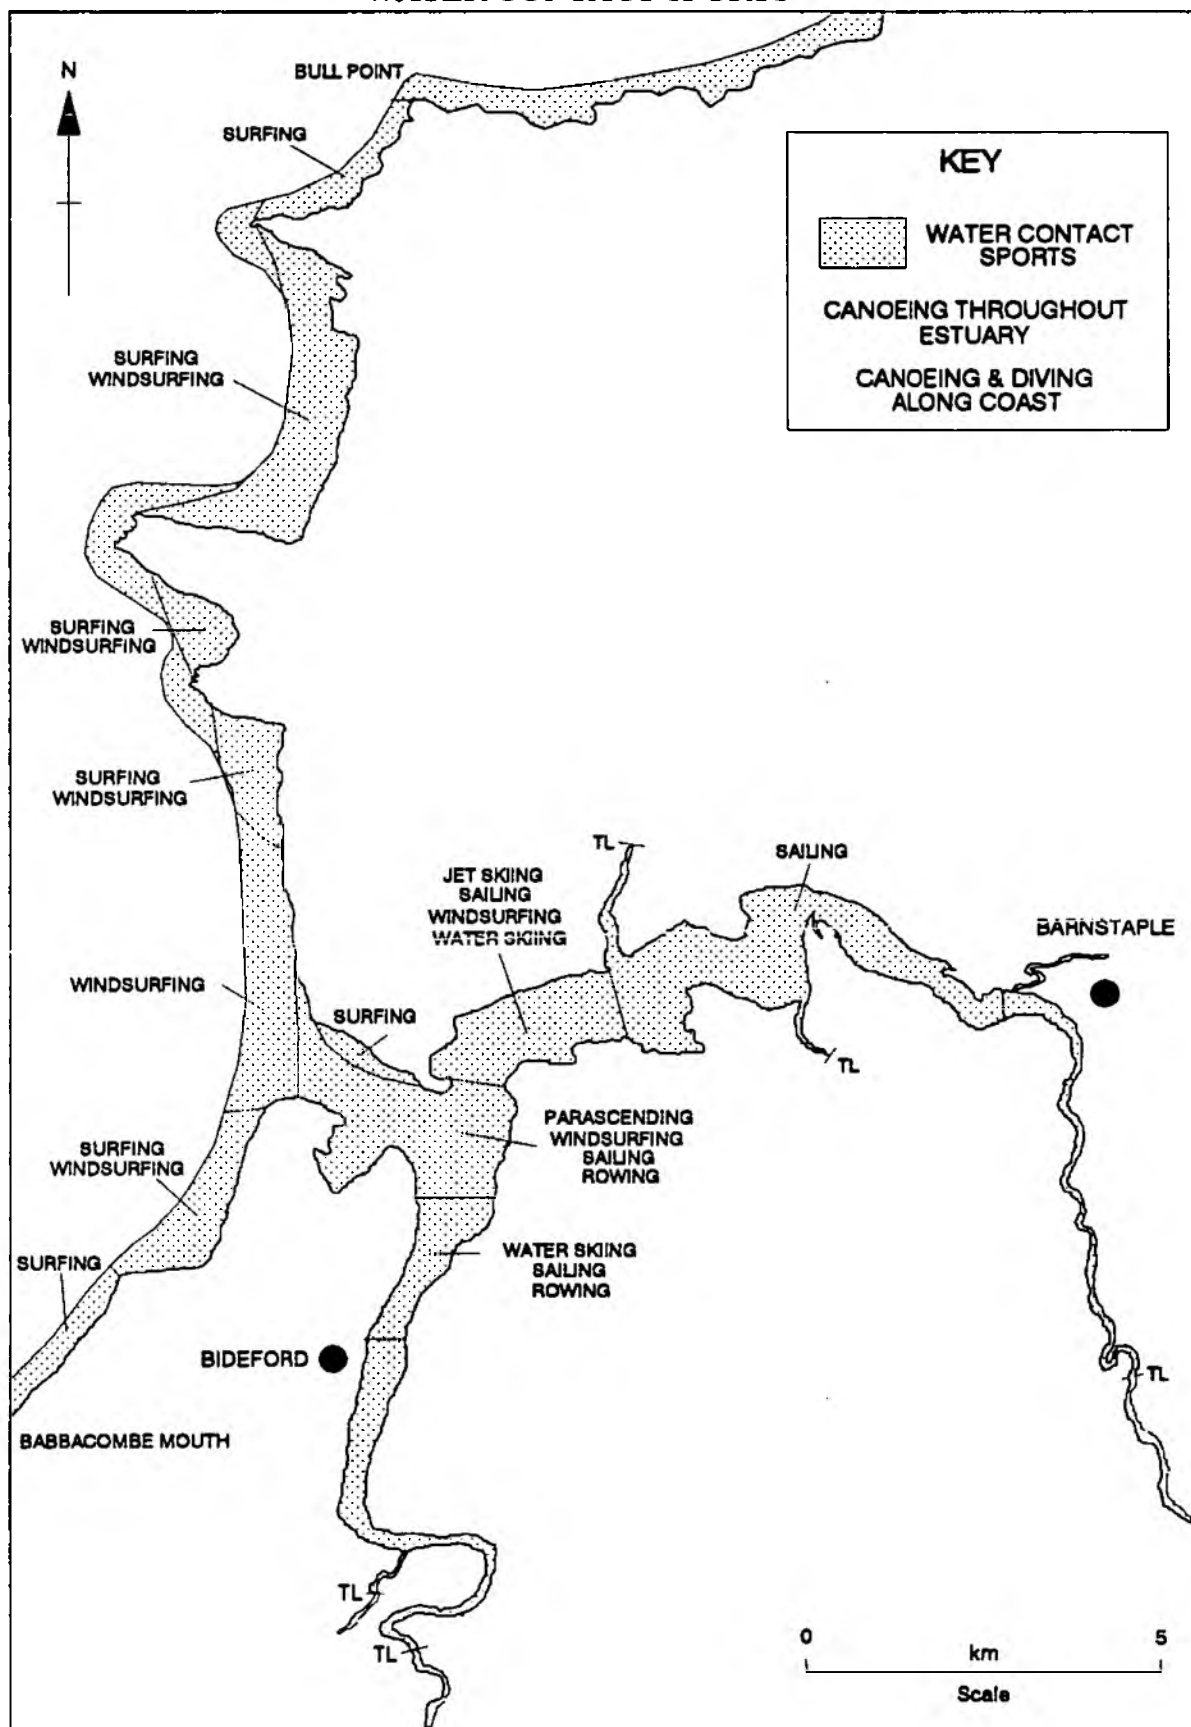 N
BULL POINT
SURFING
KEY
WATER CONTACT
SPORTS
CANOEING THROUGHOUT
ESTUARY
CANOEING & DIVING
ALONG COAST
SURFING
WINDSURFING
SURFING
WINDSURFING
SURFING
WINDSURFING
TL
SAILING
JET SKIING
SAILING
WINDSURFING
WATER SKIING
BARNSTAPLE
WINDSURFING
SURFING
TL
PARASCENDING
WINDSURFING
SAILING
ROWING
SURFING
WINDSURFING
SURFING
WATER SKIING
SAILING
ROWING
BIDEFORD
TL
BABBACOMBE MOUTH
TL
TL
0 5
km
Scale